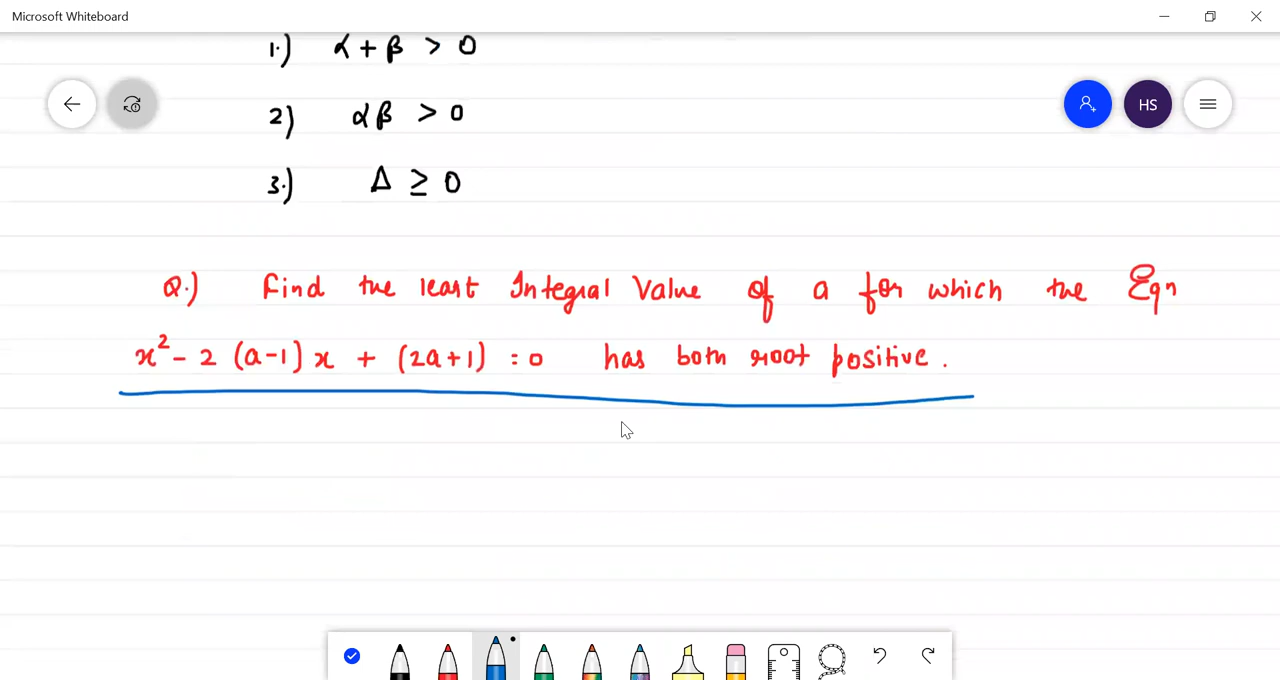 Microsoft Whiteboard
1.) α + β > 0
2) αβ > 0
HS
3.) Δ ≥ 0
Q.) Find the least Integral Value of a for which the Eqn
x² - 2 (a-1) x + (2a+1) = 0 has both root positive.